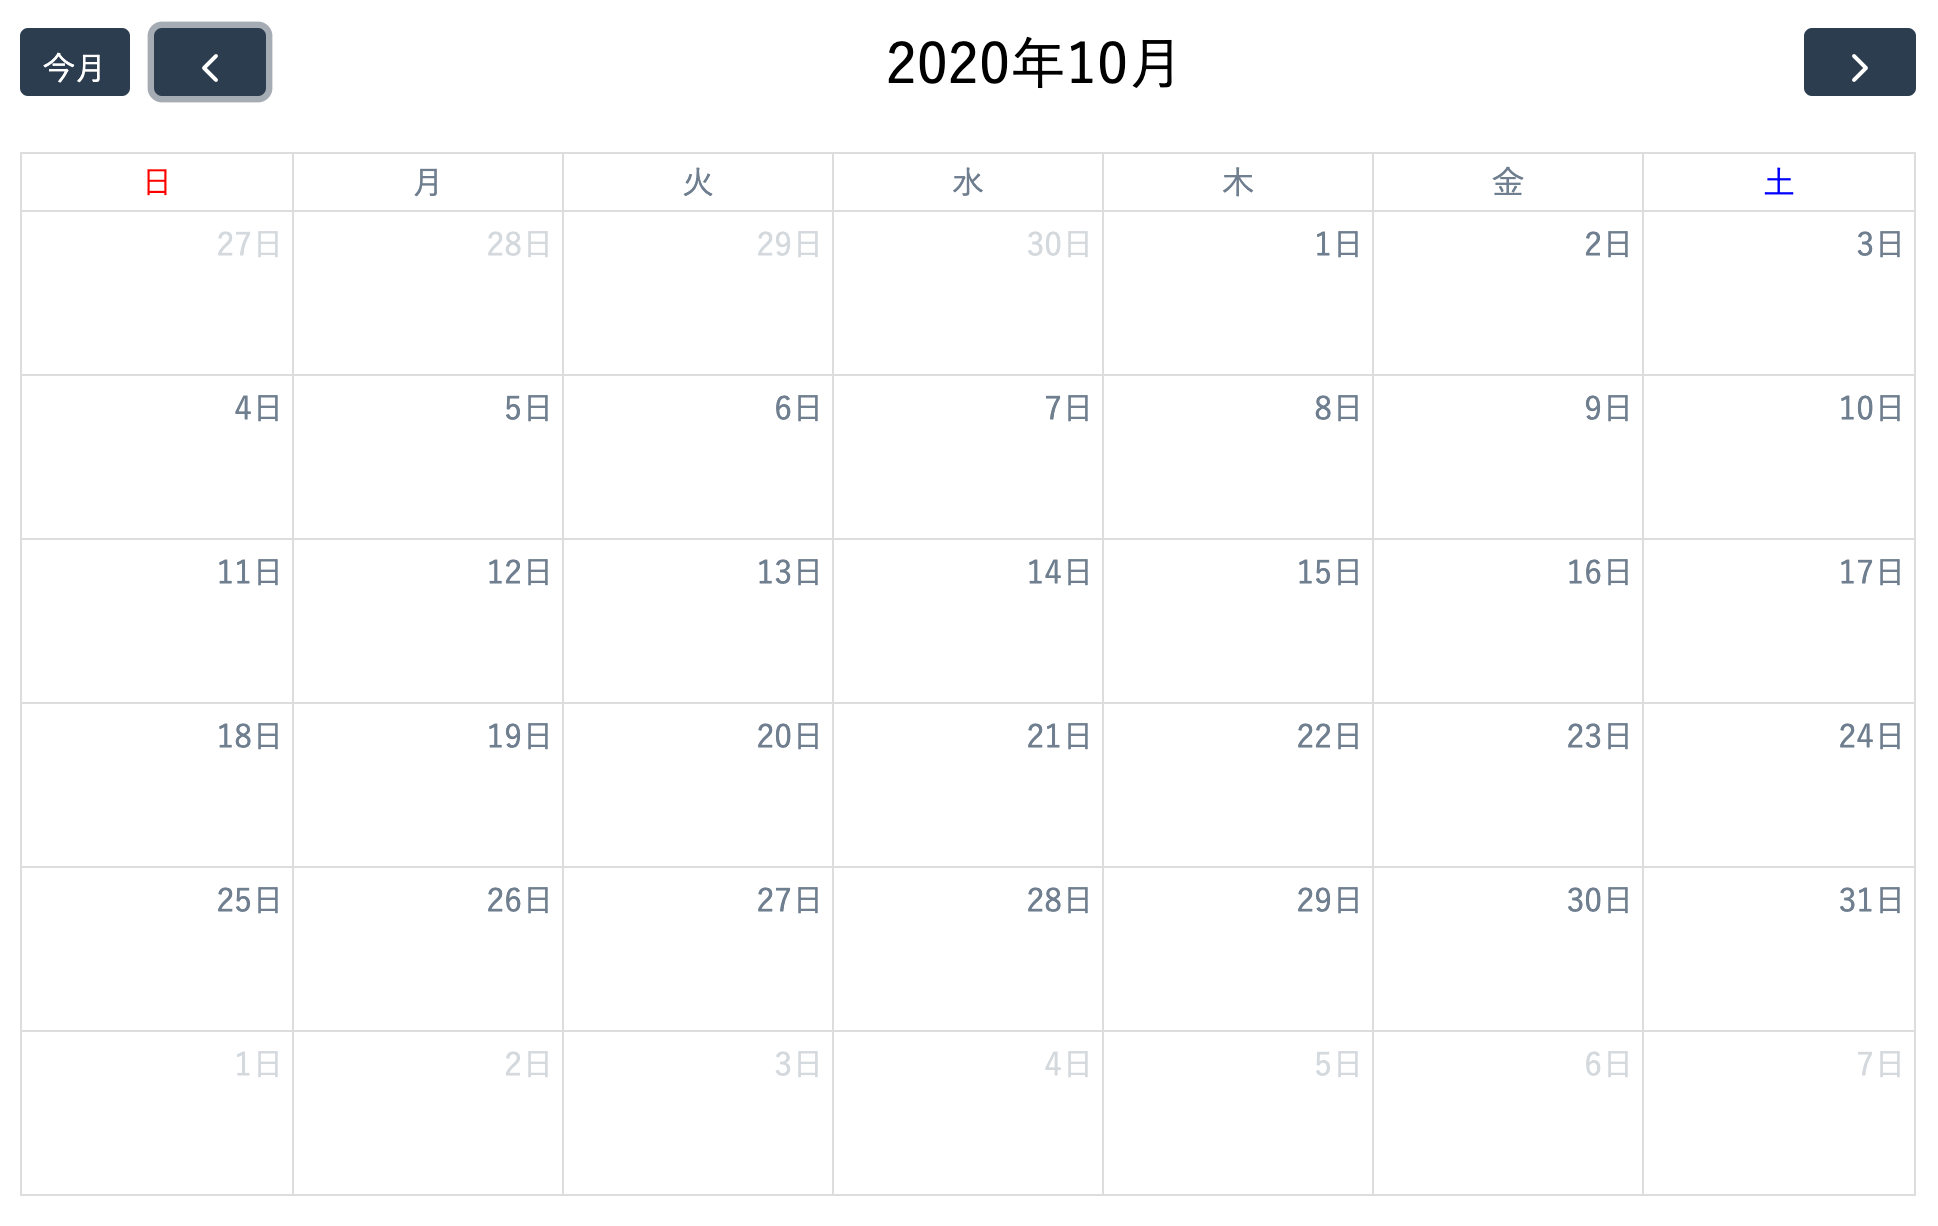 今月 2020年10月
日 月 火 水 木 金 土
27日 28日 29日 30日 1日 2日 3日
4日 5日 6日 7日 8日 9日 10日
11日 12日 13日 14日 15日 16日 17日
18日 19日 20日 21日 22日 23日 24日
25日 26日 27日 28日 29日 30日 31日
1日 2日 3日 4日 5日 6日 7日